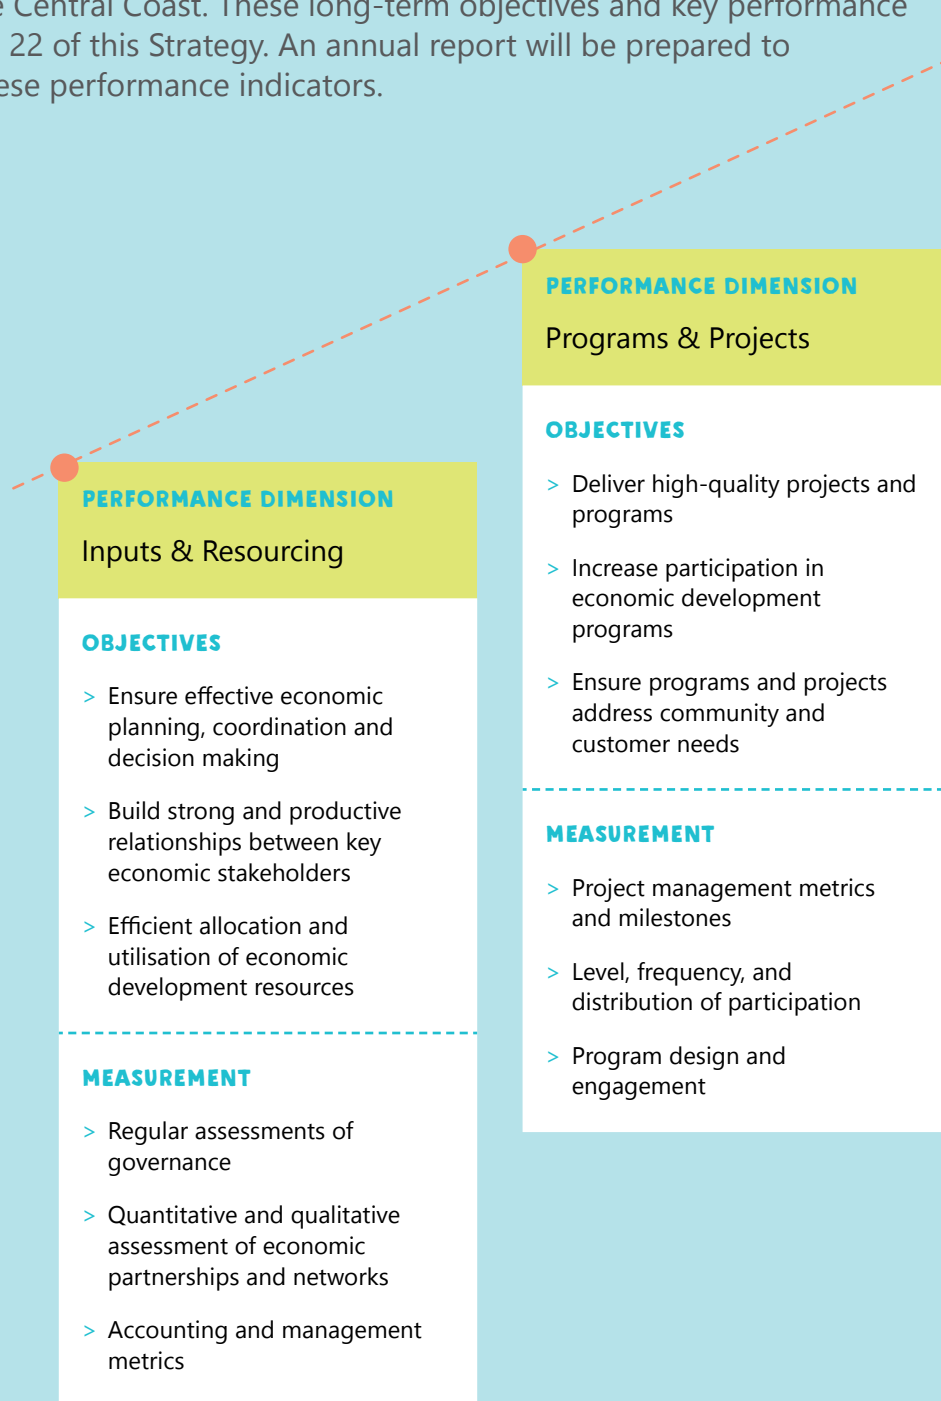 Central Coast. These long-term objectives and key performance
22 of this Strategy. An annual report will be prepared to
performance indicators.
PERFORMANCE DIMENSION
Inputs & Resourcing
OBJECTIVES
> Ensure effective economic
planning, coordination and
decision making
> Build strong and productive
relationships between key
economic stakeholders
> Efficient allocation and
utilisation of economic
development resources
MEASUREMENT
> Regular assessments of
governance
> Quantitative and qualitative
assessment of economic
partnerships and networks
> Accounting and management
metrics
PERFORMANCE DIMENSION
Programs & Projects
OBJECTIVES
> Deliver high-quality projects and
programs
> Increase participation in
economic development
programs
> Ensure programs and projects
address community and
customer needs
MEASUREMENT
> Project management metrics
and milestones
> Level, frequency, and
distribution of participation
> Program design and
engagement